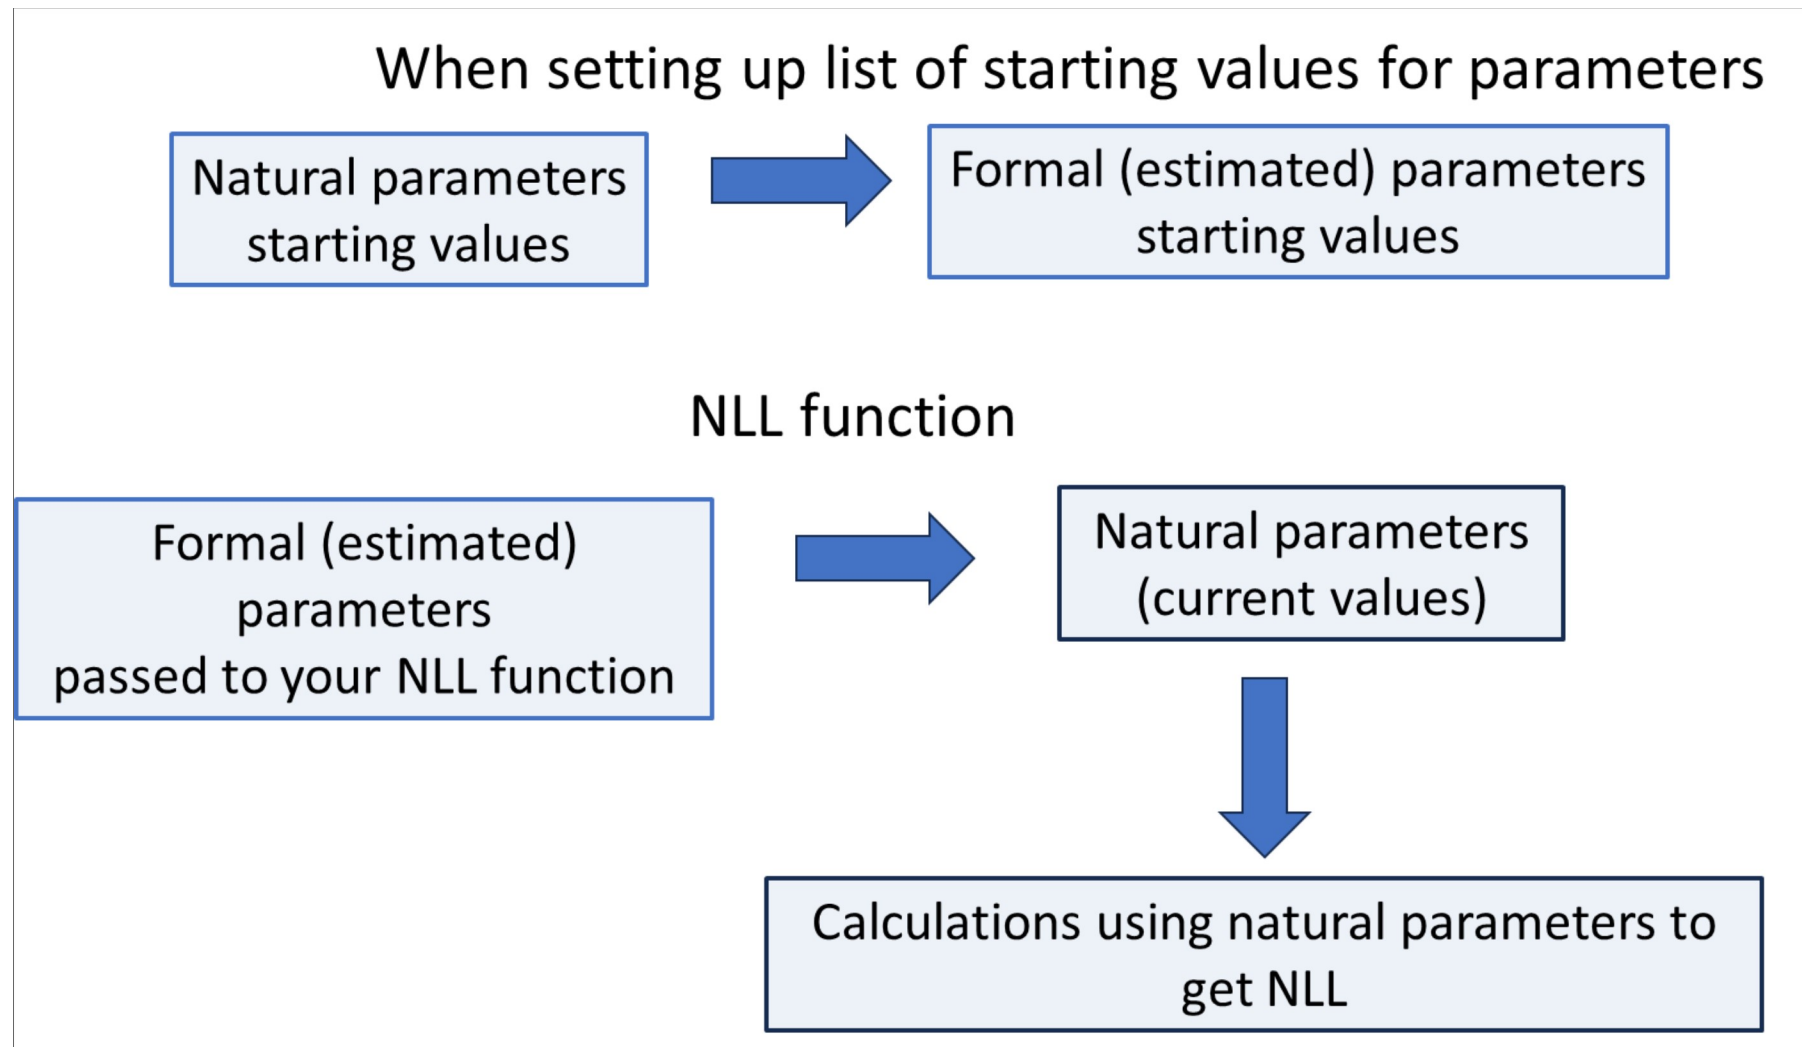 When setting up list of starting values for parameters
Natural parameters
starting values
Formal (estimated) parameters
starting values
NLL function
Formal (estimated)
parameters
passed to your NLL function
Natural parameters
(current values)
Calculations using natural parameters to
get NLL